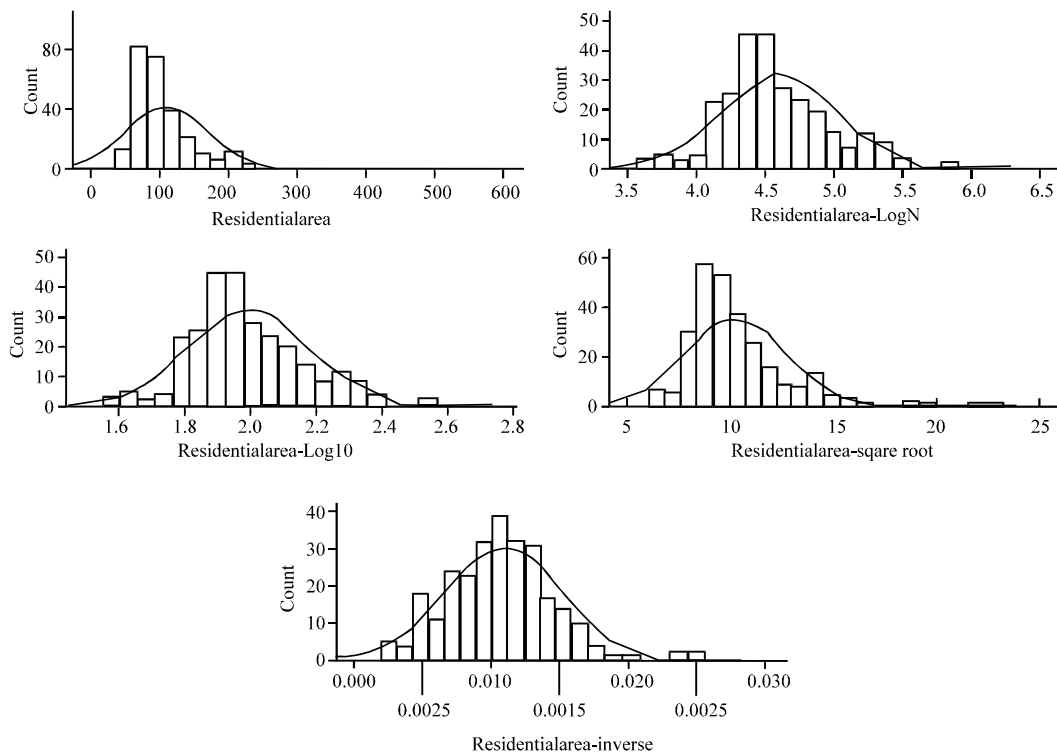 Count
80
40
0
0 100 200 300 400 500 600
Residentialarea
Count
50
40
30
20
10
0
3.5 4.0 4.5 5.0 5.5 6.0 6.5
Residentialarea-LogN
Count
50
40
30
20
10
0
1.6 1.8 2.0 2.2 2.4 2.6 2.8
Residentialarea-Log10
Count
60
40
20
0
5 10 15 20 25
Residentialarea-sqare root
Count
40
30
20
10
0
0.000 0.010 0.020 0.030
0.0025 0.0015 0.0025
Residentialarea-inverse